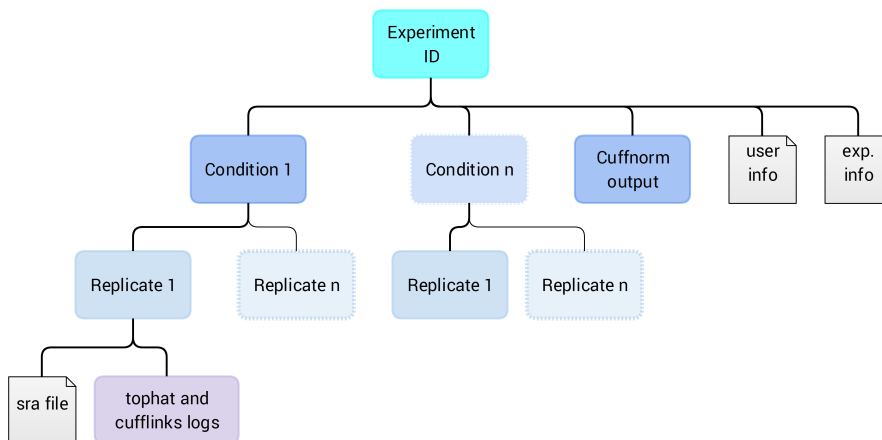 Experiment
ID
Condition 1
Condition n
Cuffnorm
output
user
info
exp.
info
Replicate 1
Replicate n
Replicate 1
Replicate n
sra file
tophat and
cufflinks logs